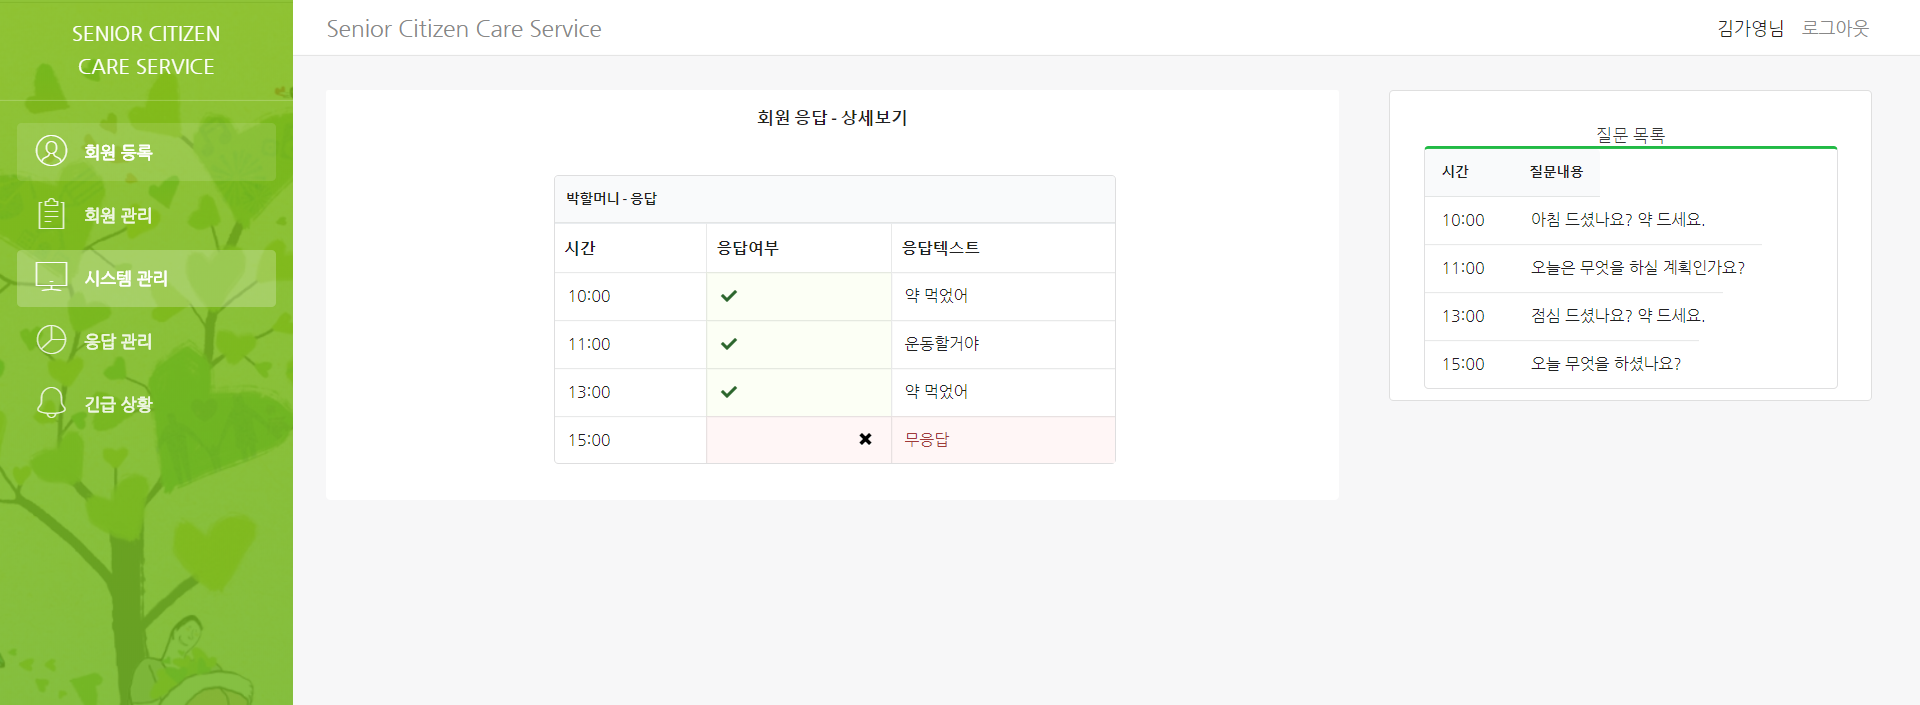 SENIOR CITIZEN
CARE SERVICE
회원 등록
회원 관리
시스템 관리
응답 관리
긴급 상황
Senior Citizen Care Service
김가영님 로그아웃
회원 응답 - 상세보기
박할머니 - 응답
시간 응답여부 응답텍스트
10:00 약 먹었어
11:00 운동할거야
13:00 약 먹었어
15:00 무응답
질문 목록
시간 질문내용
10:00 아침 드셨나요? 약 드세요.
11:00 오늘은 무엇을 하실 계획인가요?
13:00 점심 드셨나요? 약 드세요.
15:00 오늘 무엇을 하셨나요?